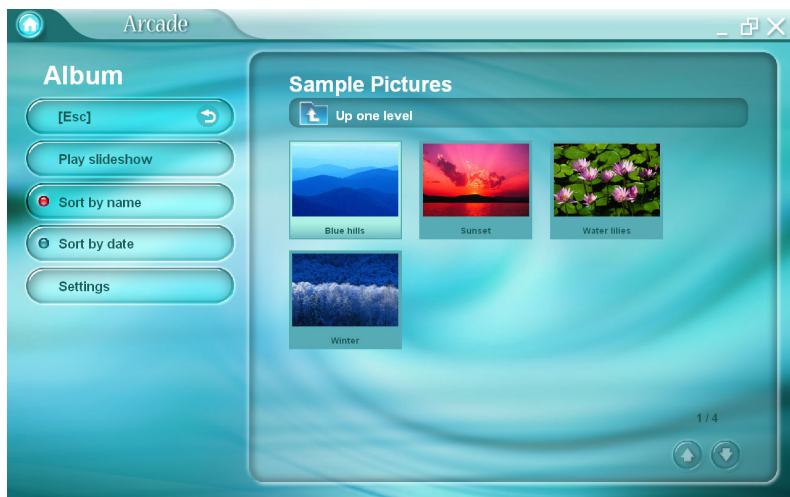 Arcade
Album
[Esc]
Play slideshow
Sort by name
Sort by date
Settings
Sample Pictures
Up one level
Blue hills
Sunset
Water lilies
Winter
1 / 4